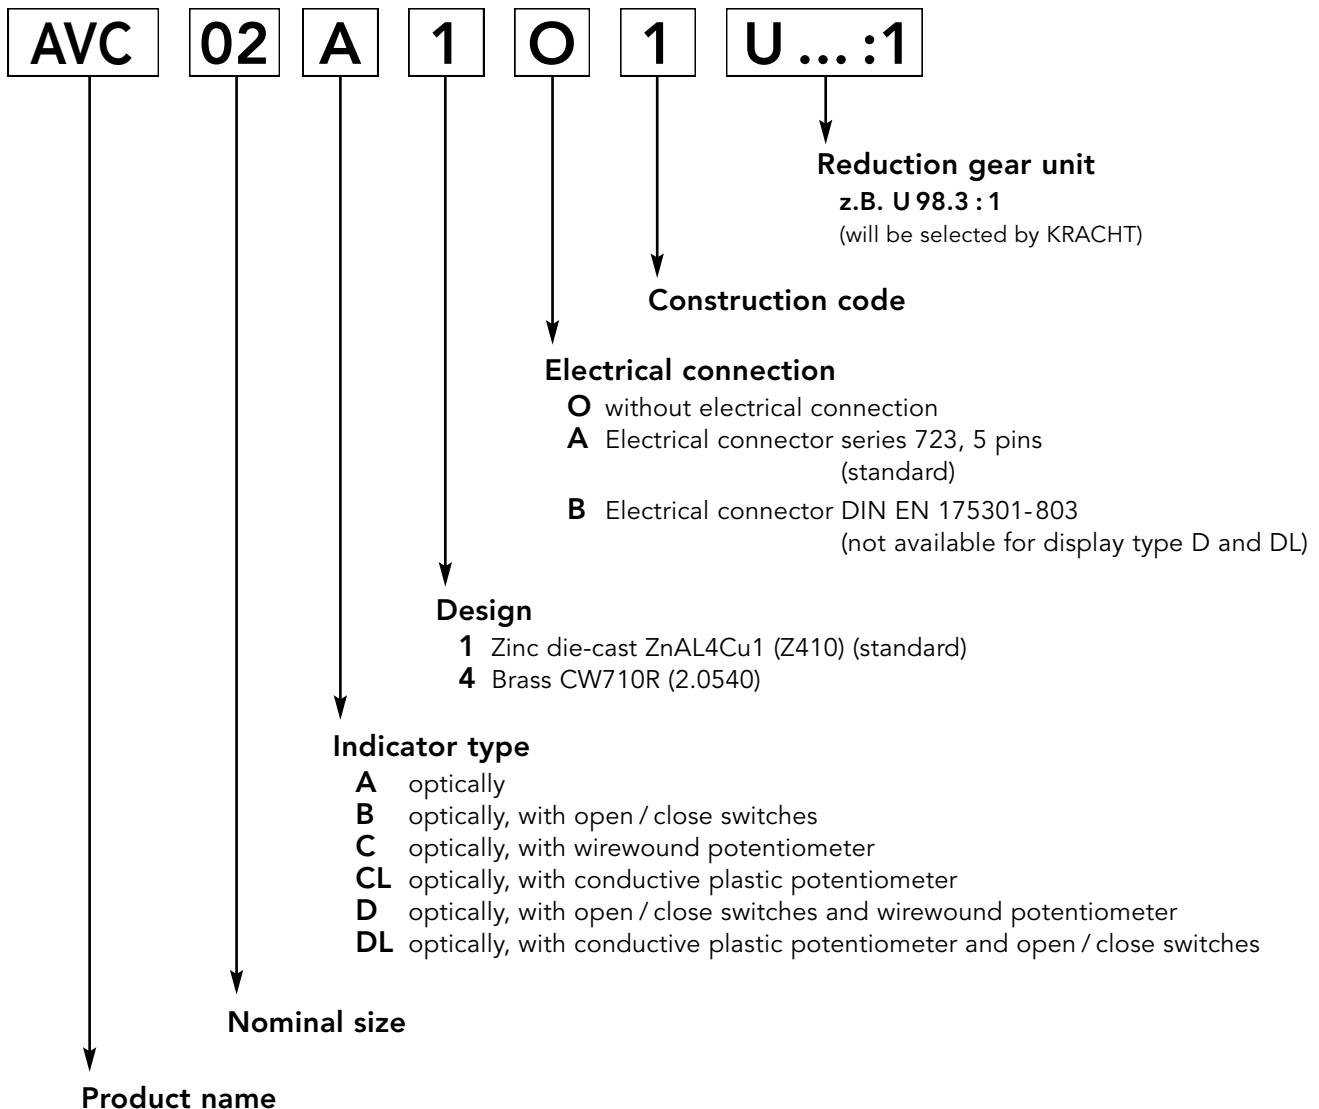 AVC 02 A 1 O 1 U ... :1
Reduction gear unit
z.B. U 98.3 : 1
(will be selected by KRACHT)
Construction code
Electrical connection
O without electrical connection
A Electrical connector series 723, 5 pins
(standard)
B Electrical connector DIN EN 175301-803
(not available for display type D and DL)
Design
1 Zinc die-cast ZnAL4Cu1 (Z410) (standard)
4 Brass CW710R (2.0540)
Indicator type
A optically
B optically, with open / close switches
C optically, with wirewound potentiometer
CL optically, with conductive plastic potentiometer
D optically, with open / close switches and wirewound potentiometer
DL optically, with conductive plastic potentiometer and open / close switches
Nominal size
Product name